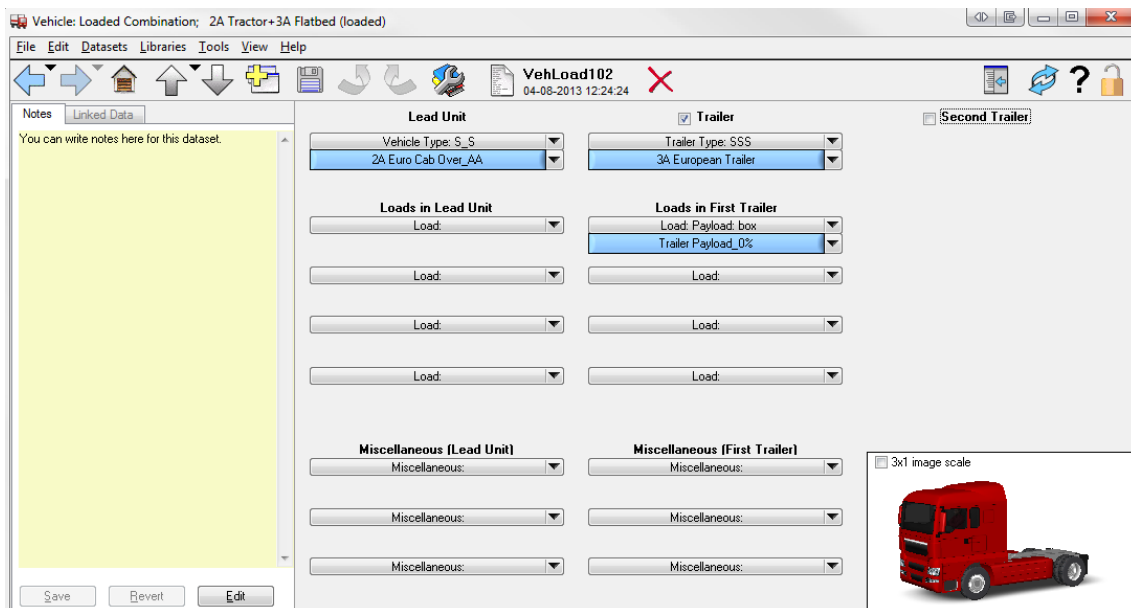 Vehicle: Loaded Combination; 2A Tractor+3A Flatbed (loaded)
File Edit Datasets Libraries Tools View Help
VehLoad102
04-08-2013 12:24:24
Notes Linked Data
You can write notes here for this dataset.
Save Revert Edit
Lead Unit
Vehicle Type: S_S
2A Euro Cab Over_AA
Trailer
Trailer Type: SSS
3A European Trailer
Second Trailer
Loads in Lead Unit
Load:
Load:
Load:
Load:
Loads in First Trailer
Load: Payload: box
Trailer Payload_0%
Load:
Load:
Load:
Miscellaneous (Lead Unit)
Miscellaneous:
Miscellaneous:
Miscellaneous:
Miscellaneous (First Trailer)
Miscellaneous:
Miscellaneous:
Miscellaneous:
3x1 image scale